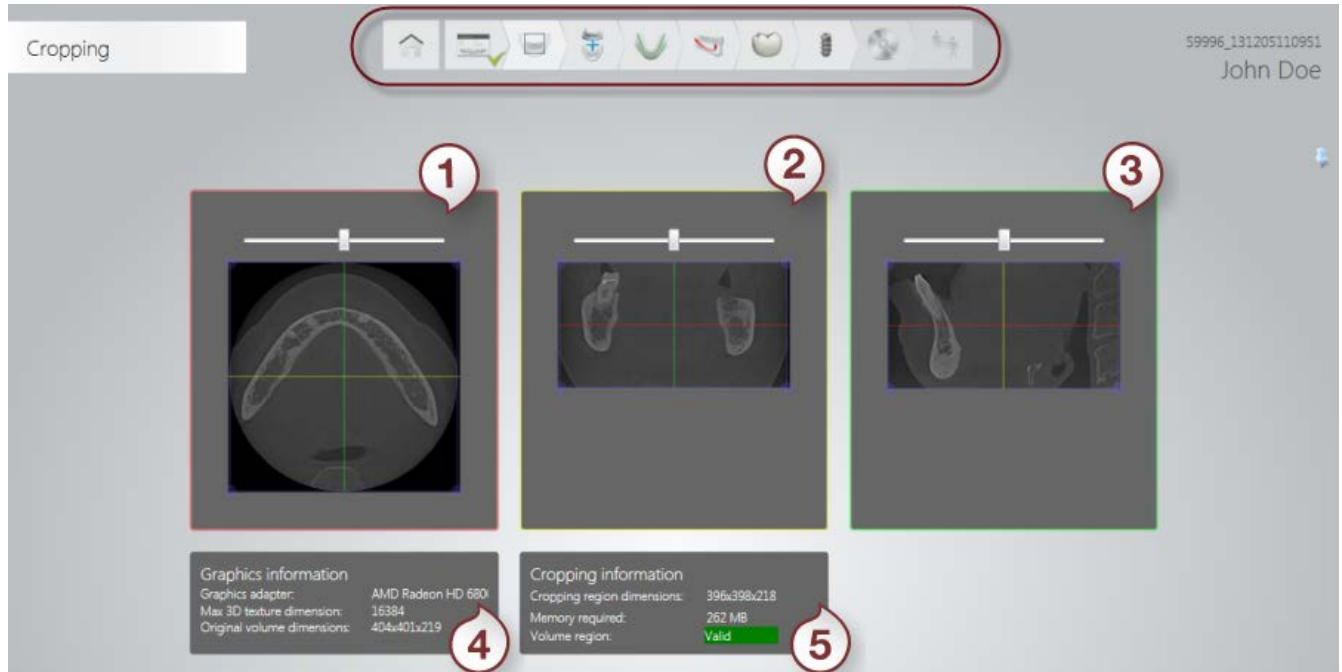 Cropping
59996_131205110951
John Doe
1
2
3
Graphics information
Graphics adapter: AMD Radeon HD 680
Max 3D texture dimension: 16384
Original volume dimensions: 404x401x219
4
Cropping information
Cropping region dimensions: 396x398x218
Memory required: 262 MB
Volume region: Valid
5